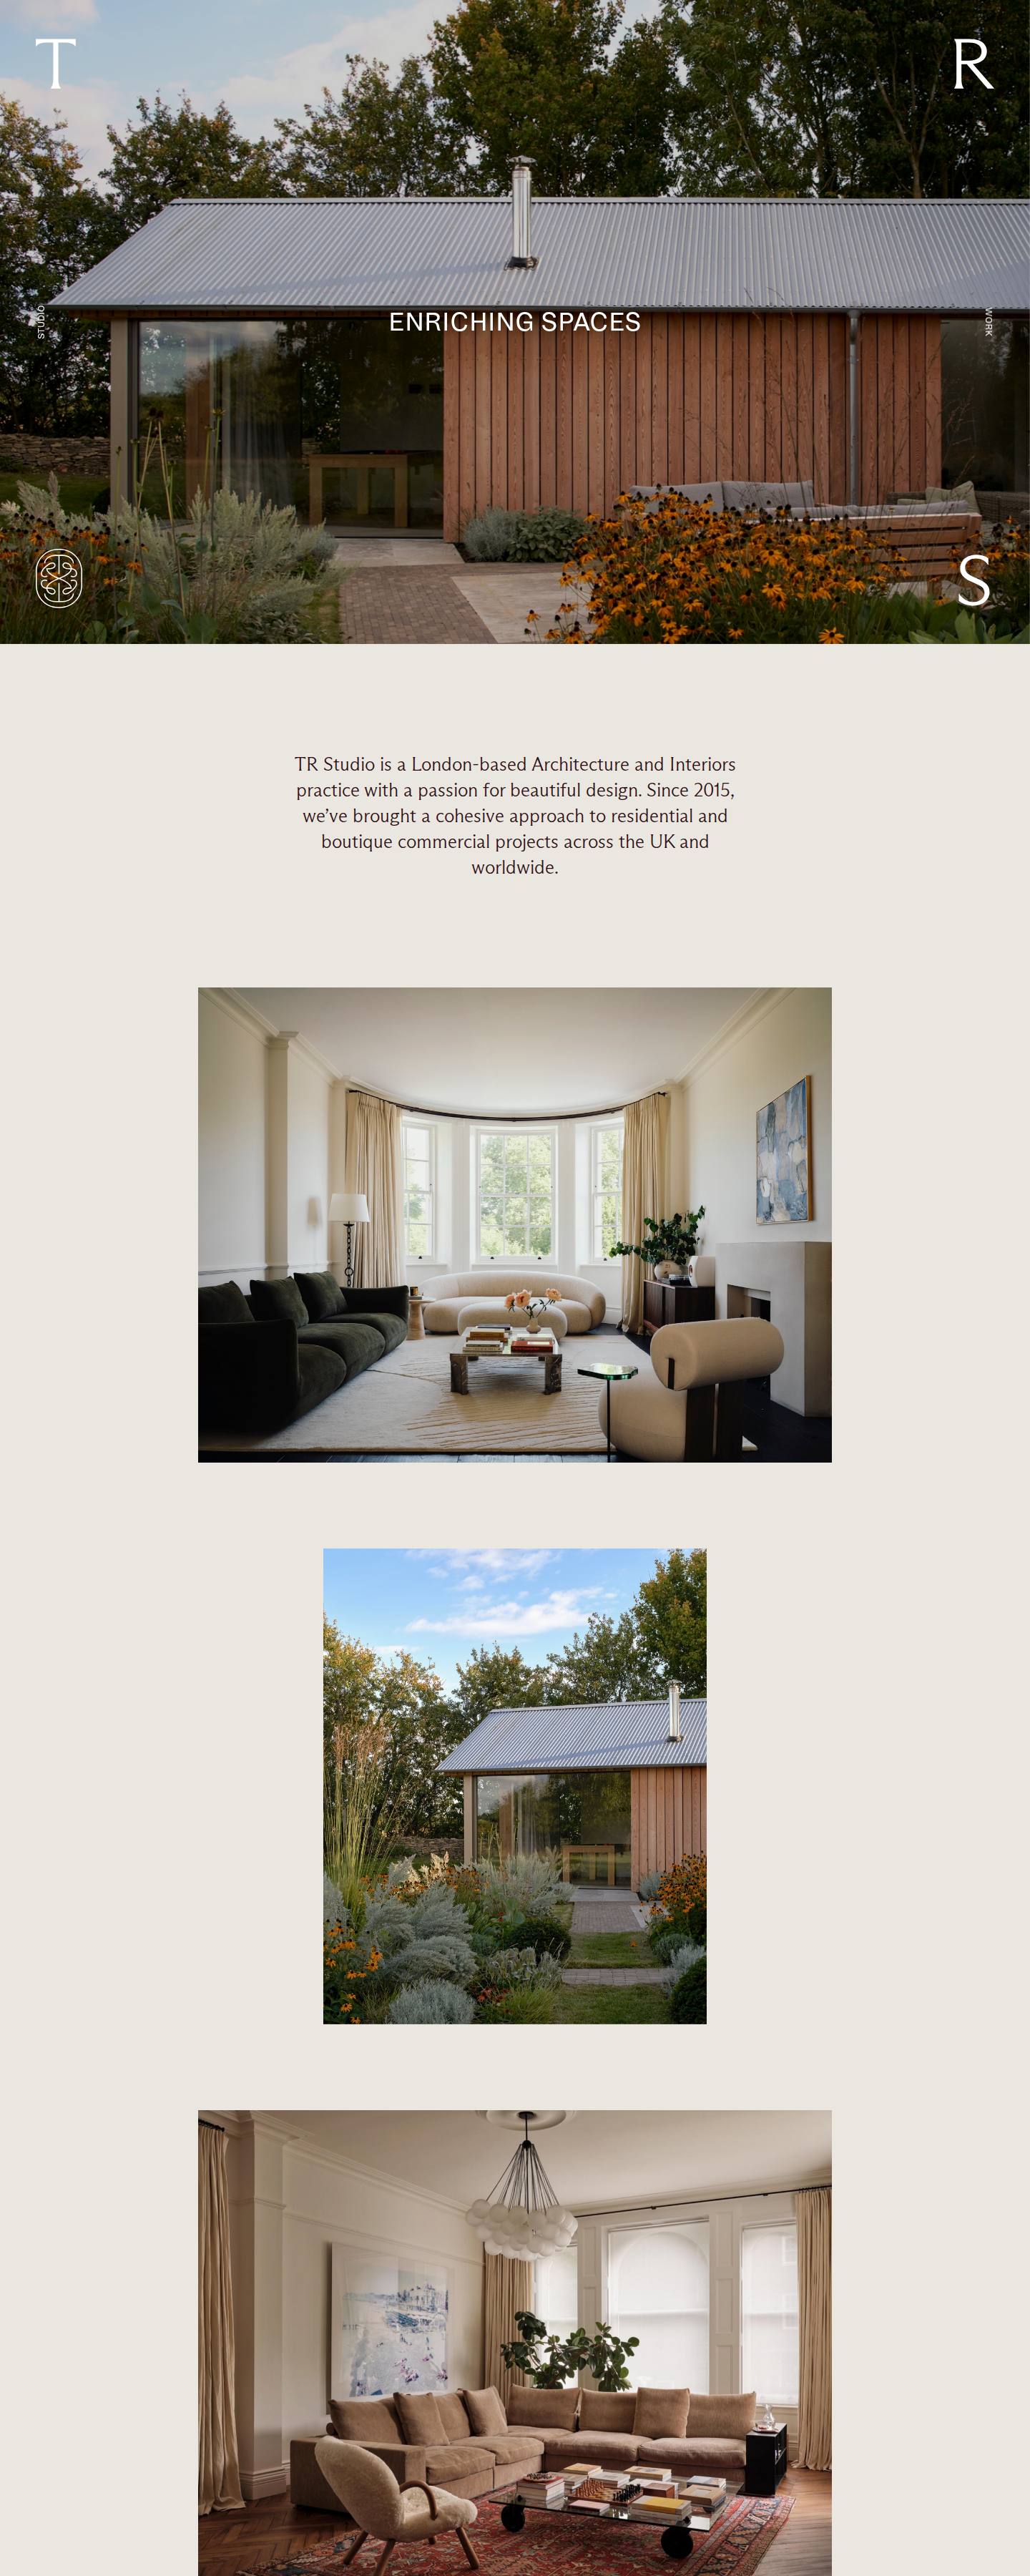 T
R
STUDIO
ENRICHING SPACES
WORK
S
TR Studio is a London-based Architecture and Interiors
practice with a passion for beautiful design. Since 2015,
we’ve brought a cohesive approach to residential and
boutique commercial projects across the UK and
worldwide.